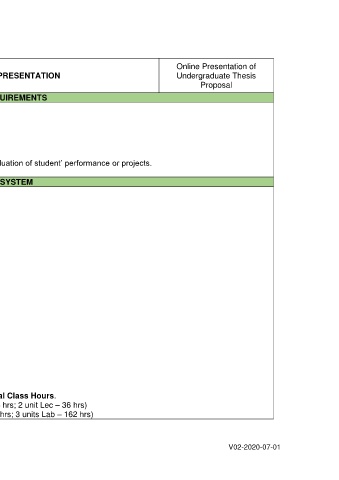 PRESENTATION
Online Presentation of
Undergraduate Thesis
Proposal
UIREMENTS
luation of student' performance or projects.
SYSTEM
al Class Hours.
hrs; 2 unit Lec – 36 hrs)
hrs; 3 units Lab – 162 hrs)
V02-2020-07-01